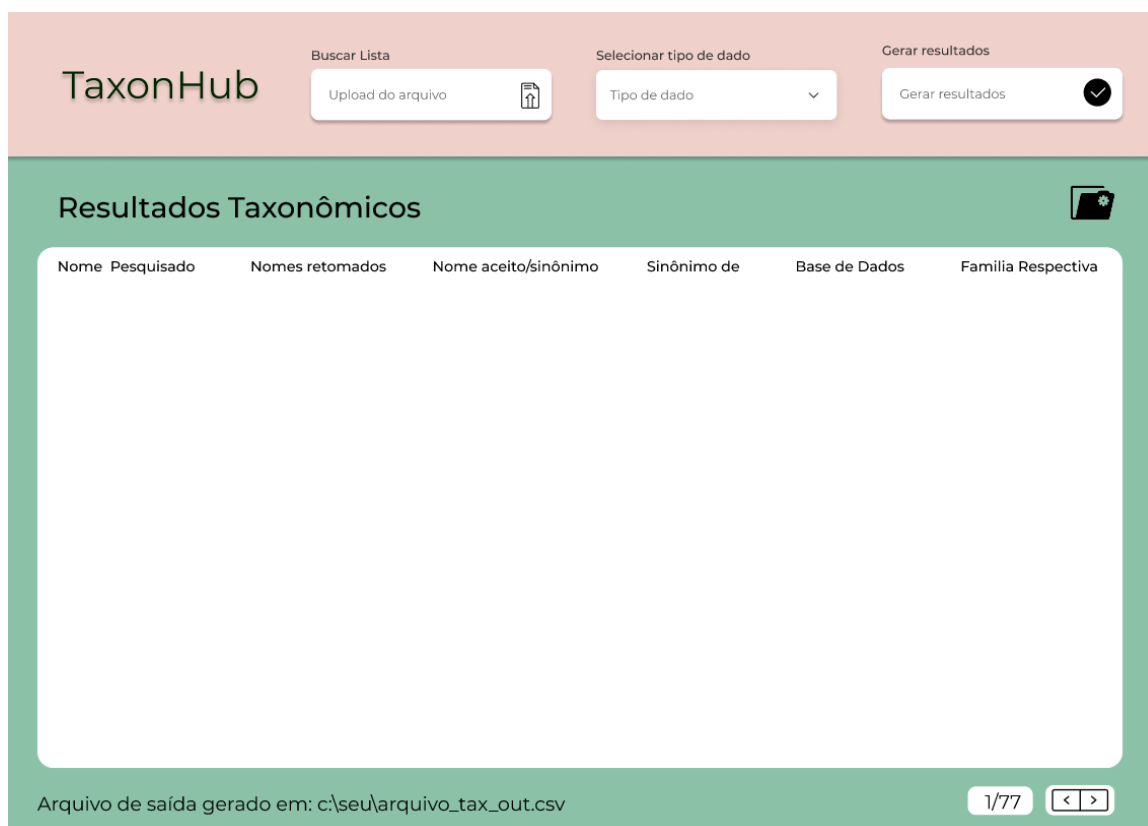 TaxonHub
Buscar Lista
Upload do arquivo
Selecionar tipo de dado
Tipo de dado
Gerar resultados
Gerar resultados
Resultados Taxonômicos
Nome Pesquisado Nomes retomados Nome aceito/sinônimo Sinônimo de Base de Dados Familia Respectiva
Arquivo de saída gerado em: c:\seu\arquivo_tax_out.csv
1/77